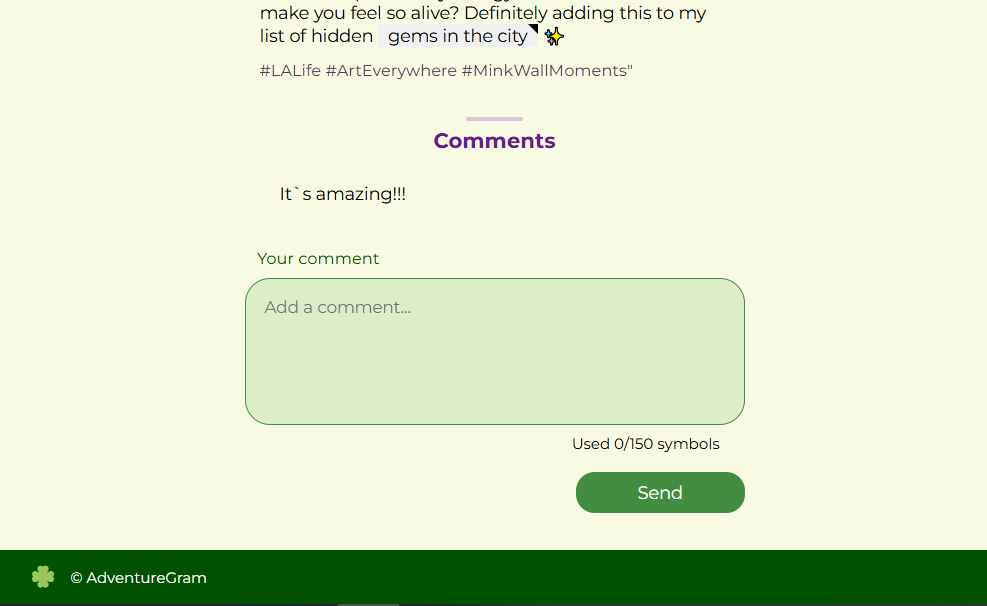 make you feel so alive? Definitely adding this to my
list of hidden gems in the city ✨
#LALife #ArtEverywhere #MinkWallMoments"
Comments
It`s amazing!!!
Your comment
Add a comment...
Used 0/150 symbols
Send
© AdventureGram